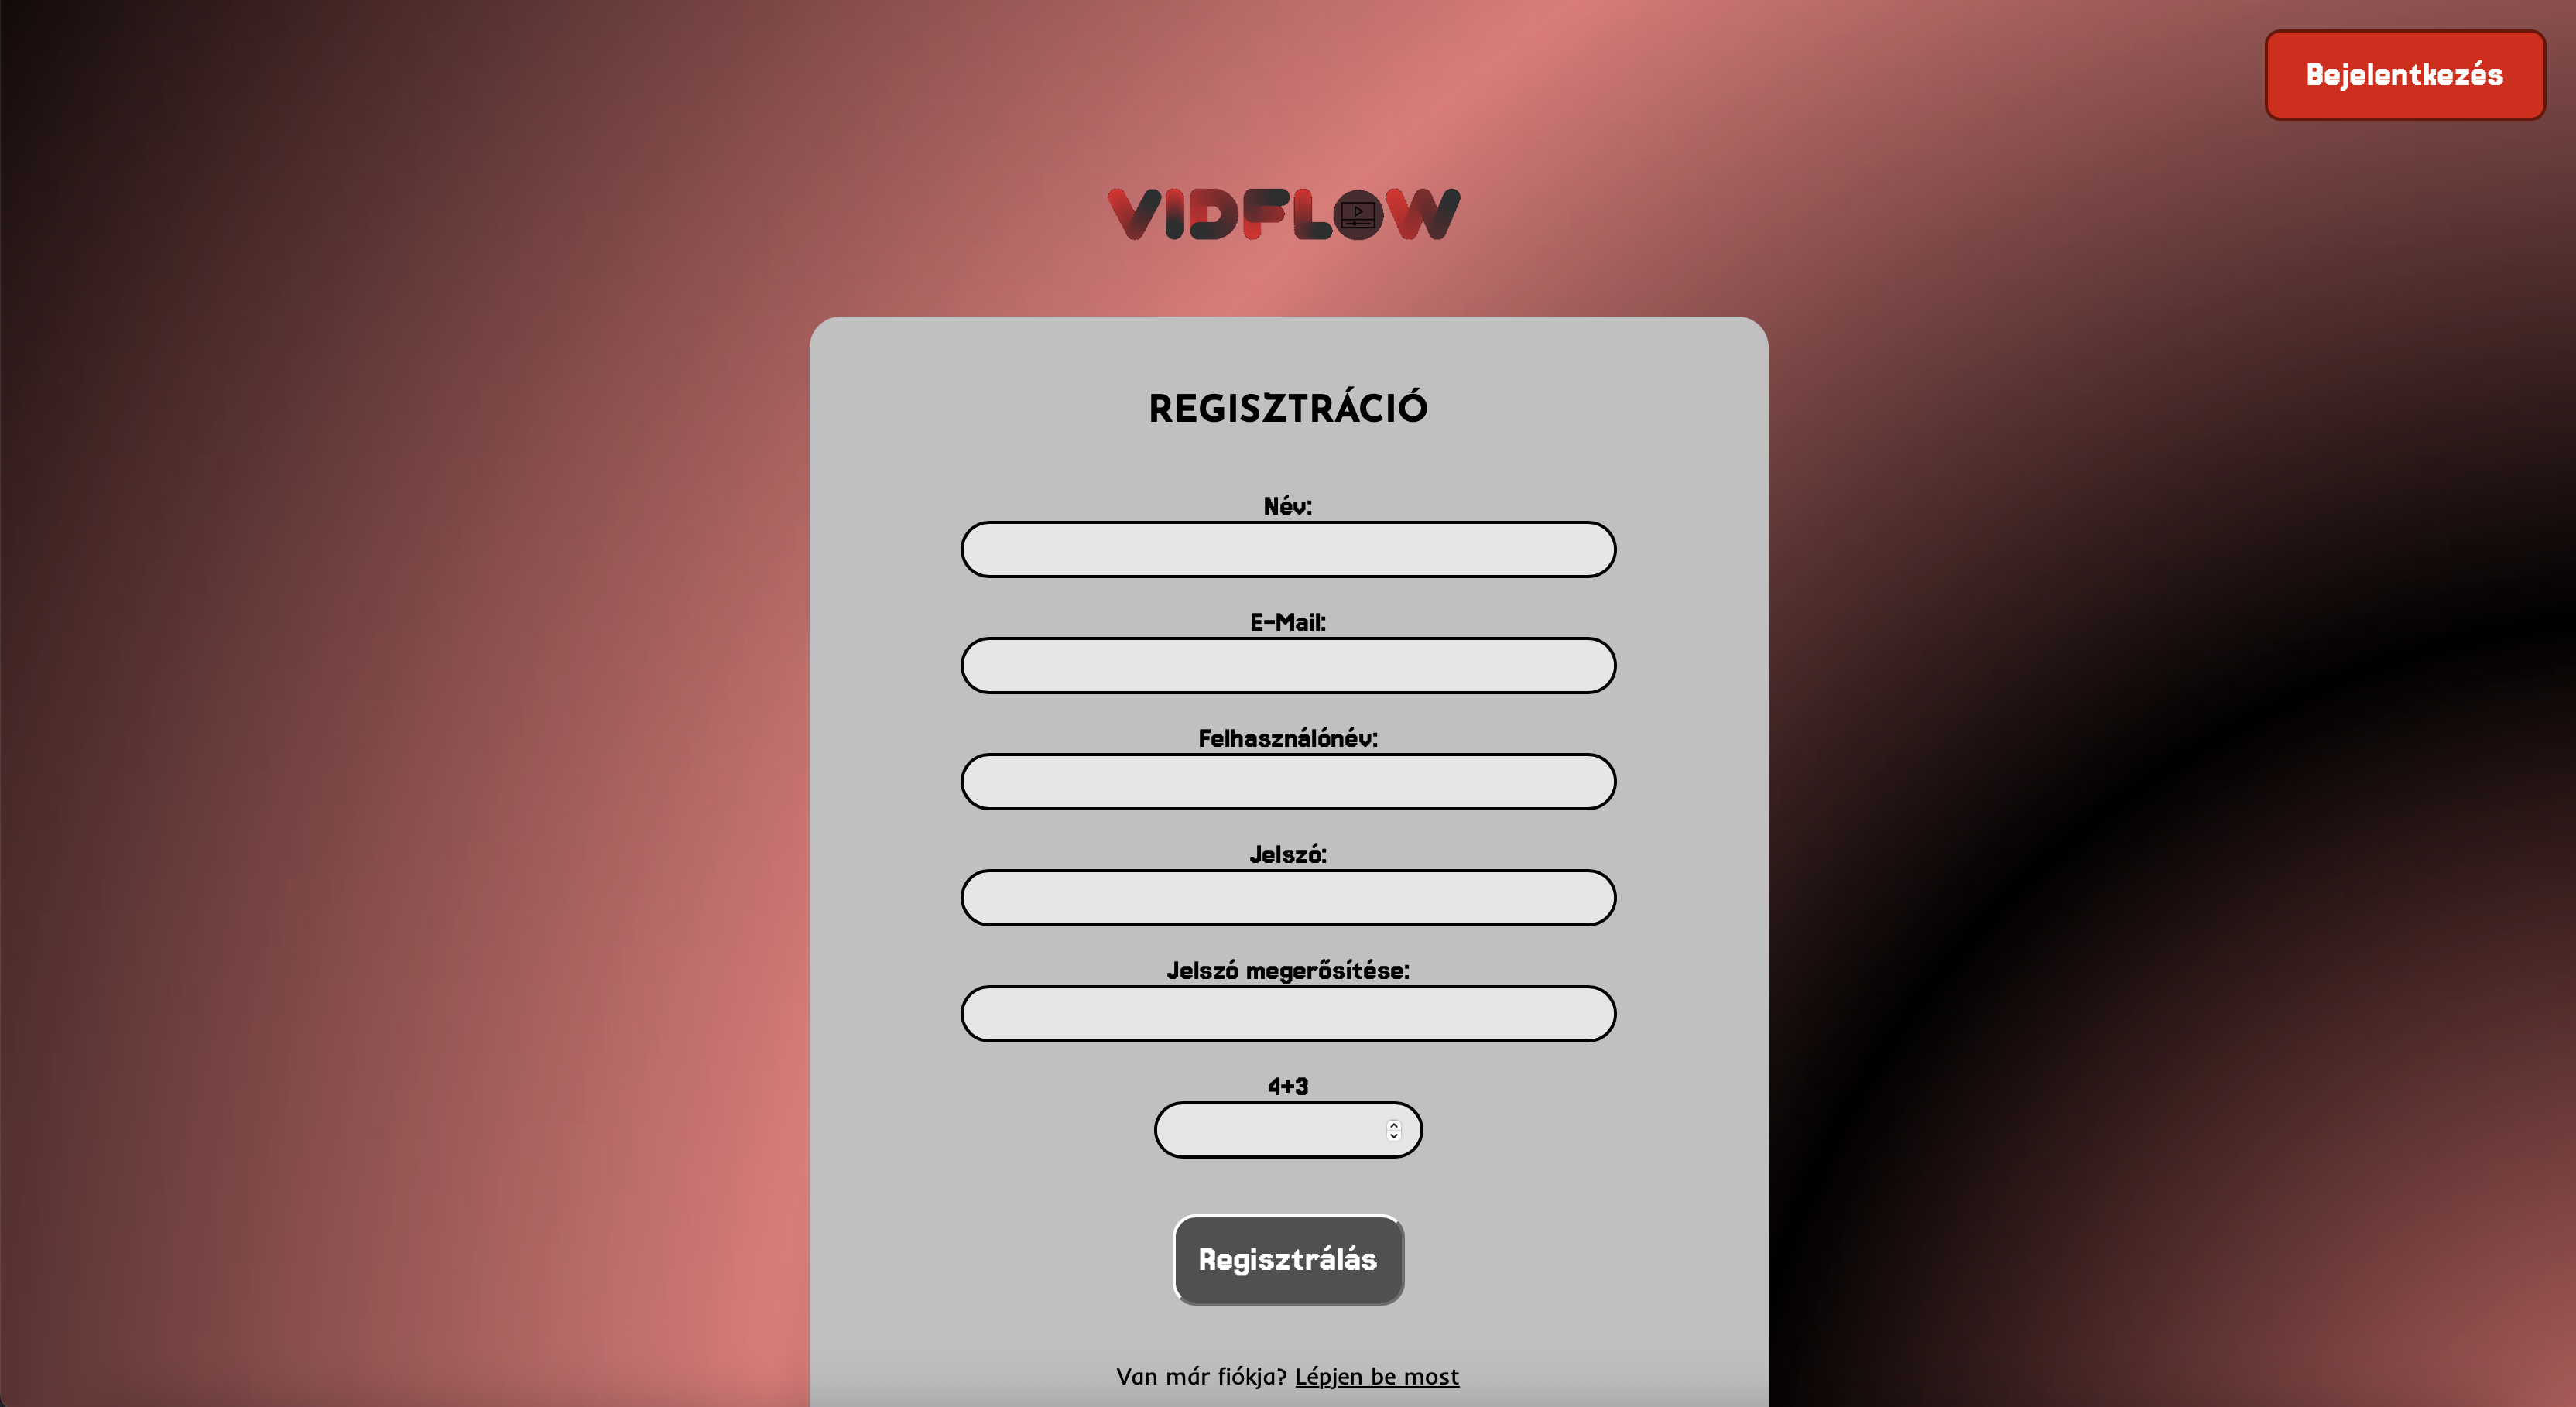 Bejelentkezés
VIDFLOW
REGISZTRÁCIÓ
Név:
E-Mail:
Felhasználónév:
Jelszó:
Jelszó megerősítése:
4+3
Regisztrálás
Van már fiókja? Lépjen be most